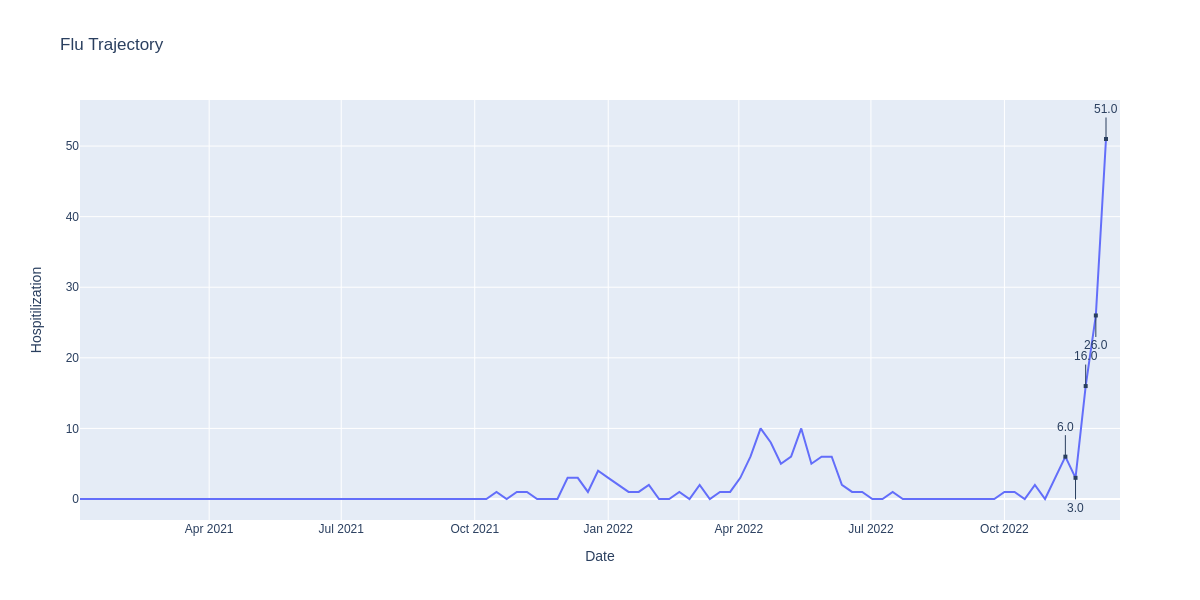 Flu Trajectory
51.0
50
40
30
26.0
16.0
20
6.0
10
0
3.0
Hospitilization
Apr 2021
Jul 2021
Oct 2021
Jan 2022
Apr 2022
Jul 2022
Oct 2022
Date